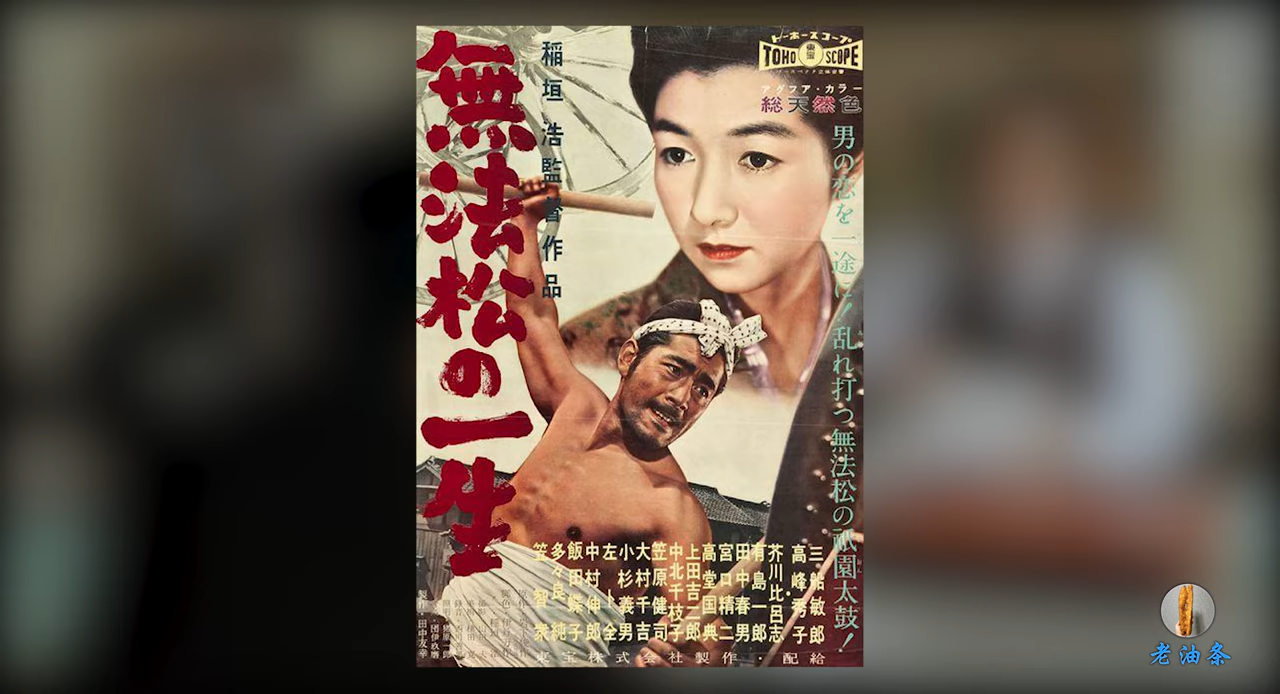 無法松の一生
稲垣浩監督作品
トーホースコープ
TOHO SCOPE
アグファ・カラー
総天然色
男の恋を一途に！乱れ打つ無法松の祇園太鼓！
三船敏郎
高峰秀子
芥川比呂志
有島一郎
田中春男
宮口精二
高堂国典
上田吉二郎
中北千枝子
笠原健司
大村千吉
小杉義男
左卜全
中村伸郎
飯田蝶子
多々良純
笠智衆
製作・田中友幸
東宝株式会社製作・配給
老油条